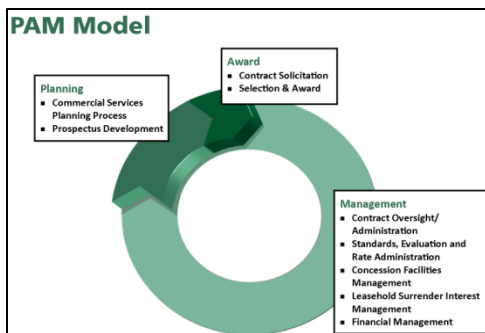 PAM Model
Planning
▪ Commercial Services
Planning Process
▪ Prospectus Development
Award
▪ Contract Solicitation
▪ Selection & Award
Management
▪ Contract Oversight/
Administration
▪ Standards, Evaluation and
Rate Administration
▪ Concession Facilities
Management
▪ Leasehold Surrender Interest
Management
▪ Financial Management